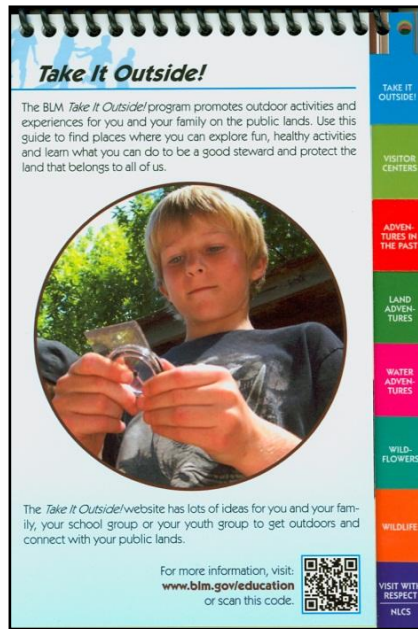 Take It Outside!
The BLM Take It Outside! program promotes outdoor activities and
experiences for you and your family on the public lands. Use this
guide to find places where you can explore fun, healthy activities
and learn what you can do to be a good steward and protect the
land that belongs to all of us.
The Take It Outside! website has lots of ideas for you and your fam-
ily, your school group or your youth group to get outdoors and
connect with your public lands.
For more information, visit:
www.blm.gov/education
or scan this code.
TAKE IT
OUTSIDE!
VISITOR
CENTERS
ADVEN-
TURES IN
THE PAST
LAND
ADVEN-
TURES
WATER
ADVEN-
TURES
WILD-
FLOWERS
WILDLIFE
VISIT WITH
RESPECT
NLCS